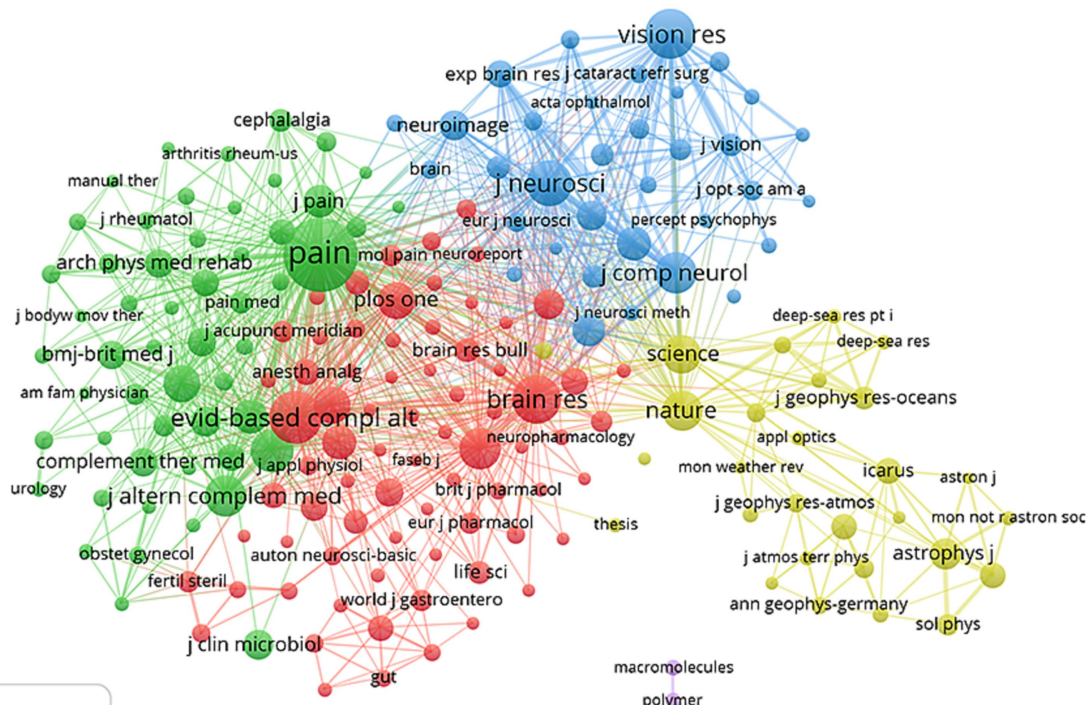 vision res
exp brain res
j cataract refr surg
acta ophthalmol
cephalalgia
neuroimage
j vision
arthritis rheum-us
brain
manual ther
j neurosci
j opt soc am a
j pain
j rheumatol
eur j neurosci
percept psychophys
pain
mol pain
neuroreport
arch phys med rehab
j comp neurol
pain med
plos one
j bodyw mov ther
j neurosci meth
deep-sea res pt i
j acupunct meridian
deep-sea res
bmj-brit med j
brain res bull
science
anesth analg
am fam physician
brain res
j geophys res-oceans
nature
evid-based compl alt
neuropharmacology
appl optics
complement ther med
j appl physiol
faseb j
mon weather rev
icarus
astron j
urology
brit j pharmacol
j altern complem med
j geophys res-atmos
mon not r astron soc
eur j pharmacol
thesis
obstet gynecol
auton neurosci-basic
j atmos terr phys
astrophys j
life sci
fertil steril
world j gastroentero
ann geophys-germany
sol phys
j clin microbiol
gut
macromolecules
polymer